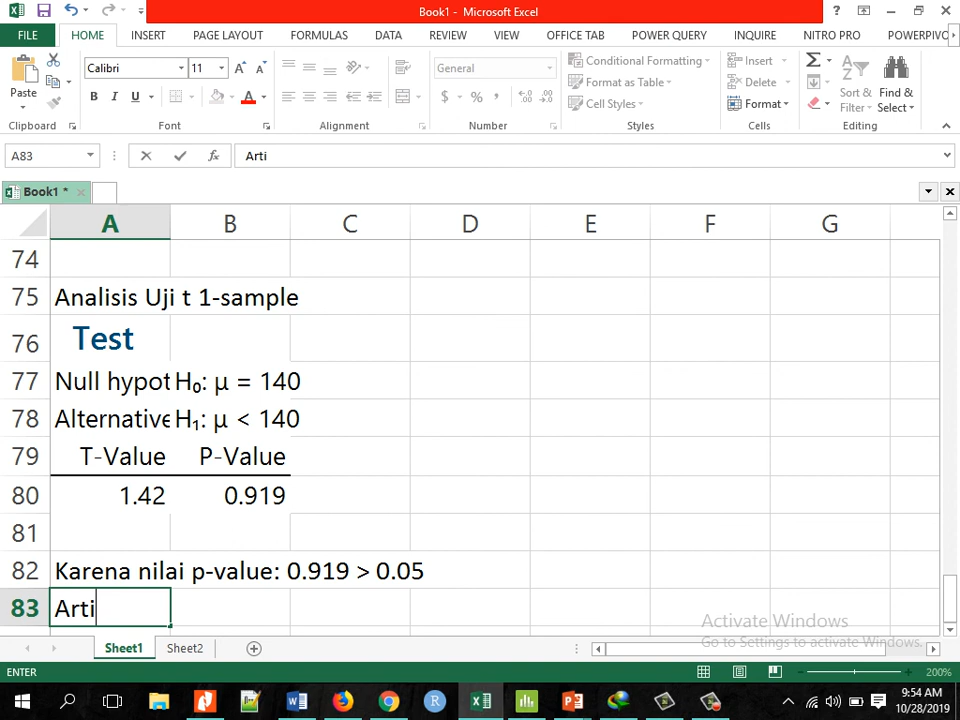 Book1 - Microsoft Excel
FILE HOME INSERT PAGE LAYOUT FORMULAS DATA REVIEW VIEW OFFICE TAB POWER QUERY INQUIRE NITRO PRO POWERPIVO
Paste
Calibri 11
General
Conditional Formatting
Format as Table
Cell Styles
Insert
Delete
Format
Sort & Filter
Find & Select
Clipboard Font Alignment Number Styles Cells Editing
A83 Arti
Book1 *
A B C D E F G
74
75 Analisis Uji t 1-sample
76 Test
77 Null hypot H₀: μ = 140
78 Alternative H₁: μ < 140
79 T-Value P-Value
80 1.42 0.919
81
82 Karena nilai p-value: 0.919 > 0.05
83 Arti
Activate Windows
Go to Settings to activate Windows.
Sheet1 Sheet2
ENTER 200%
9:54 AM
10/28/2019